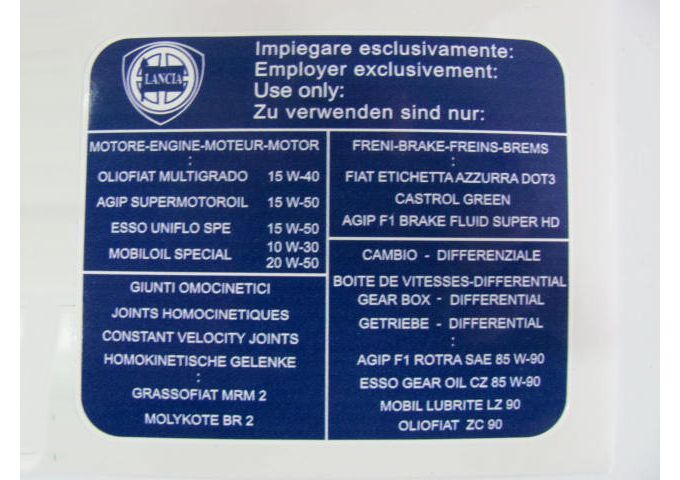 LANCIA
Impiegare esclusivamente:
Employer exclusivement:
Use only:
Zu verwenden sind nur:
MOTORE-ENGINE-MOTEUR-MOTOR
:
OLIOFIAT MULTIGRADO 15 W-40
AGIP SUPERMOTOROIL 15 W-50
ESSO UNIFLO SPE 15 W-50
MOBILOIL SPECIAL 10 W-30
20 W-50
GIUNTI OMOCINETICI
JOINTS HOMOCINETIQUES
CONSTANT VELOCITY JOINTS
HOMOKINETISCHE GELENKE
:
GRASSOFIAT MRM 2
MOLYKOTE BR 2
FRENI-BRAKE-FREINS-BREMS
:
FIAT ETICHETTA AZZURRA DOT3
CASTROL GREEN
AGIP F1 BRAKE FLUID SUPER HD
CAMBIO - DIFFERENZIALE
BOITE DE VITESSES-DIFFERENTIAL
GEAR BOX - DIFFERENTIAL
GETRIEBE - DIFFERENTIAL
:
AGIP F1 ROTRA SAE 85 W-90
ESSO GEAR OIL CZ 85 W-90
MOBIL LUBRITE LZ 90
OLIOFIAT ZC 90